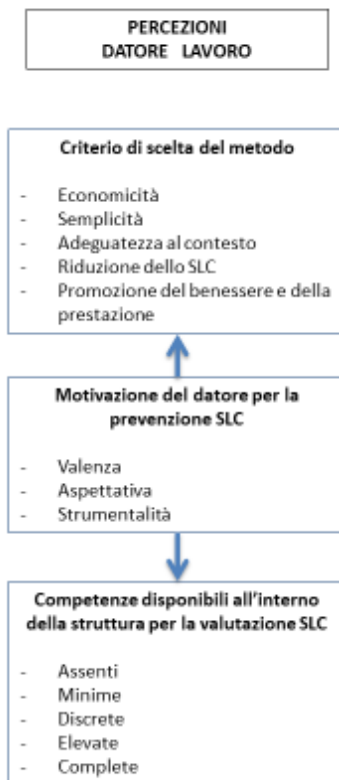 PERCEZIONI
DATORE LAVORO
Criterio di scelta del metodo
- Economicità
- Semplicità
- Adeguatezza al contesto
- Riduzione dello SLC
- Promozione del benessere e della
prestazione
Motivazione del datore per la
prevenzione SLC
- Valenza
- Aspettativa
- Strumentalità
Competenze disponibili all'interno
della struttura per la valutazione SLC
- Assenti
- Minime
- Discrete
- Elevate
- Complete